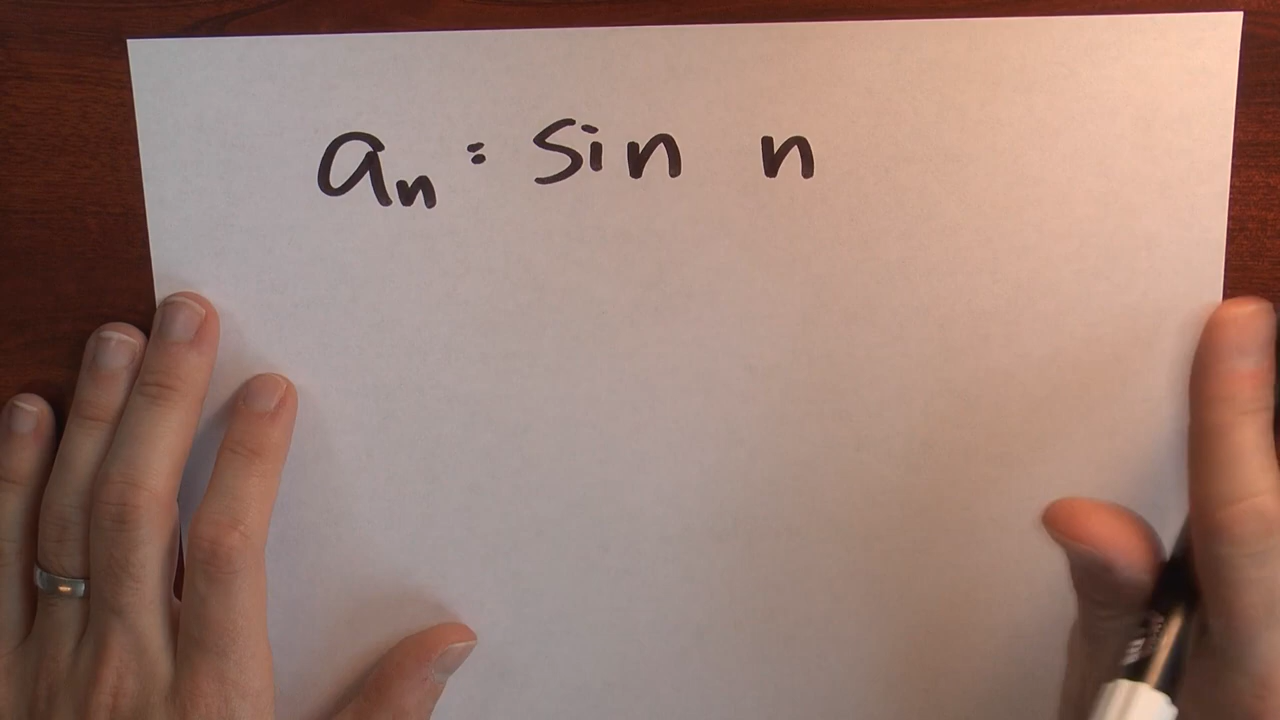 aₙ = sin n